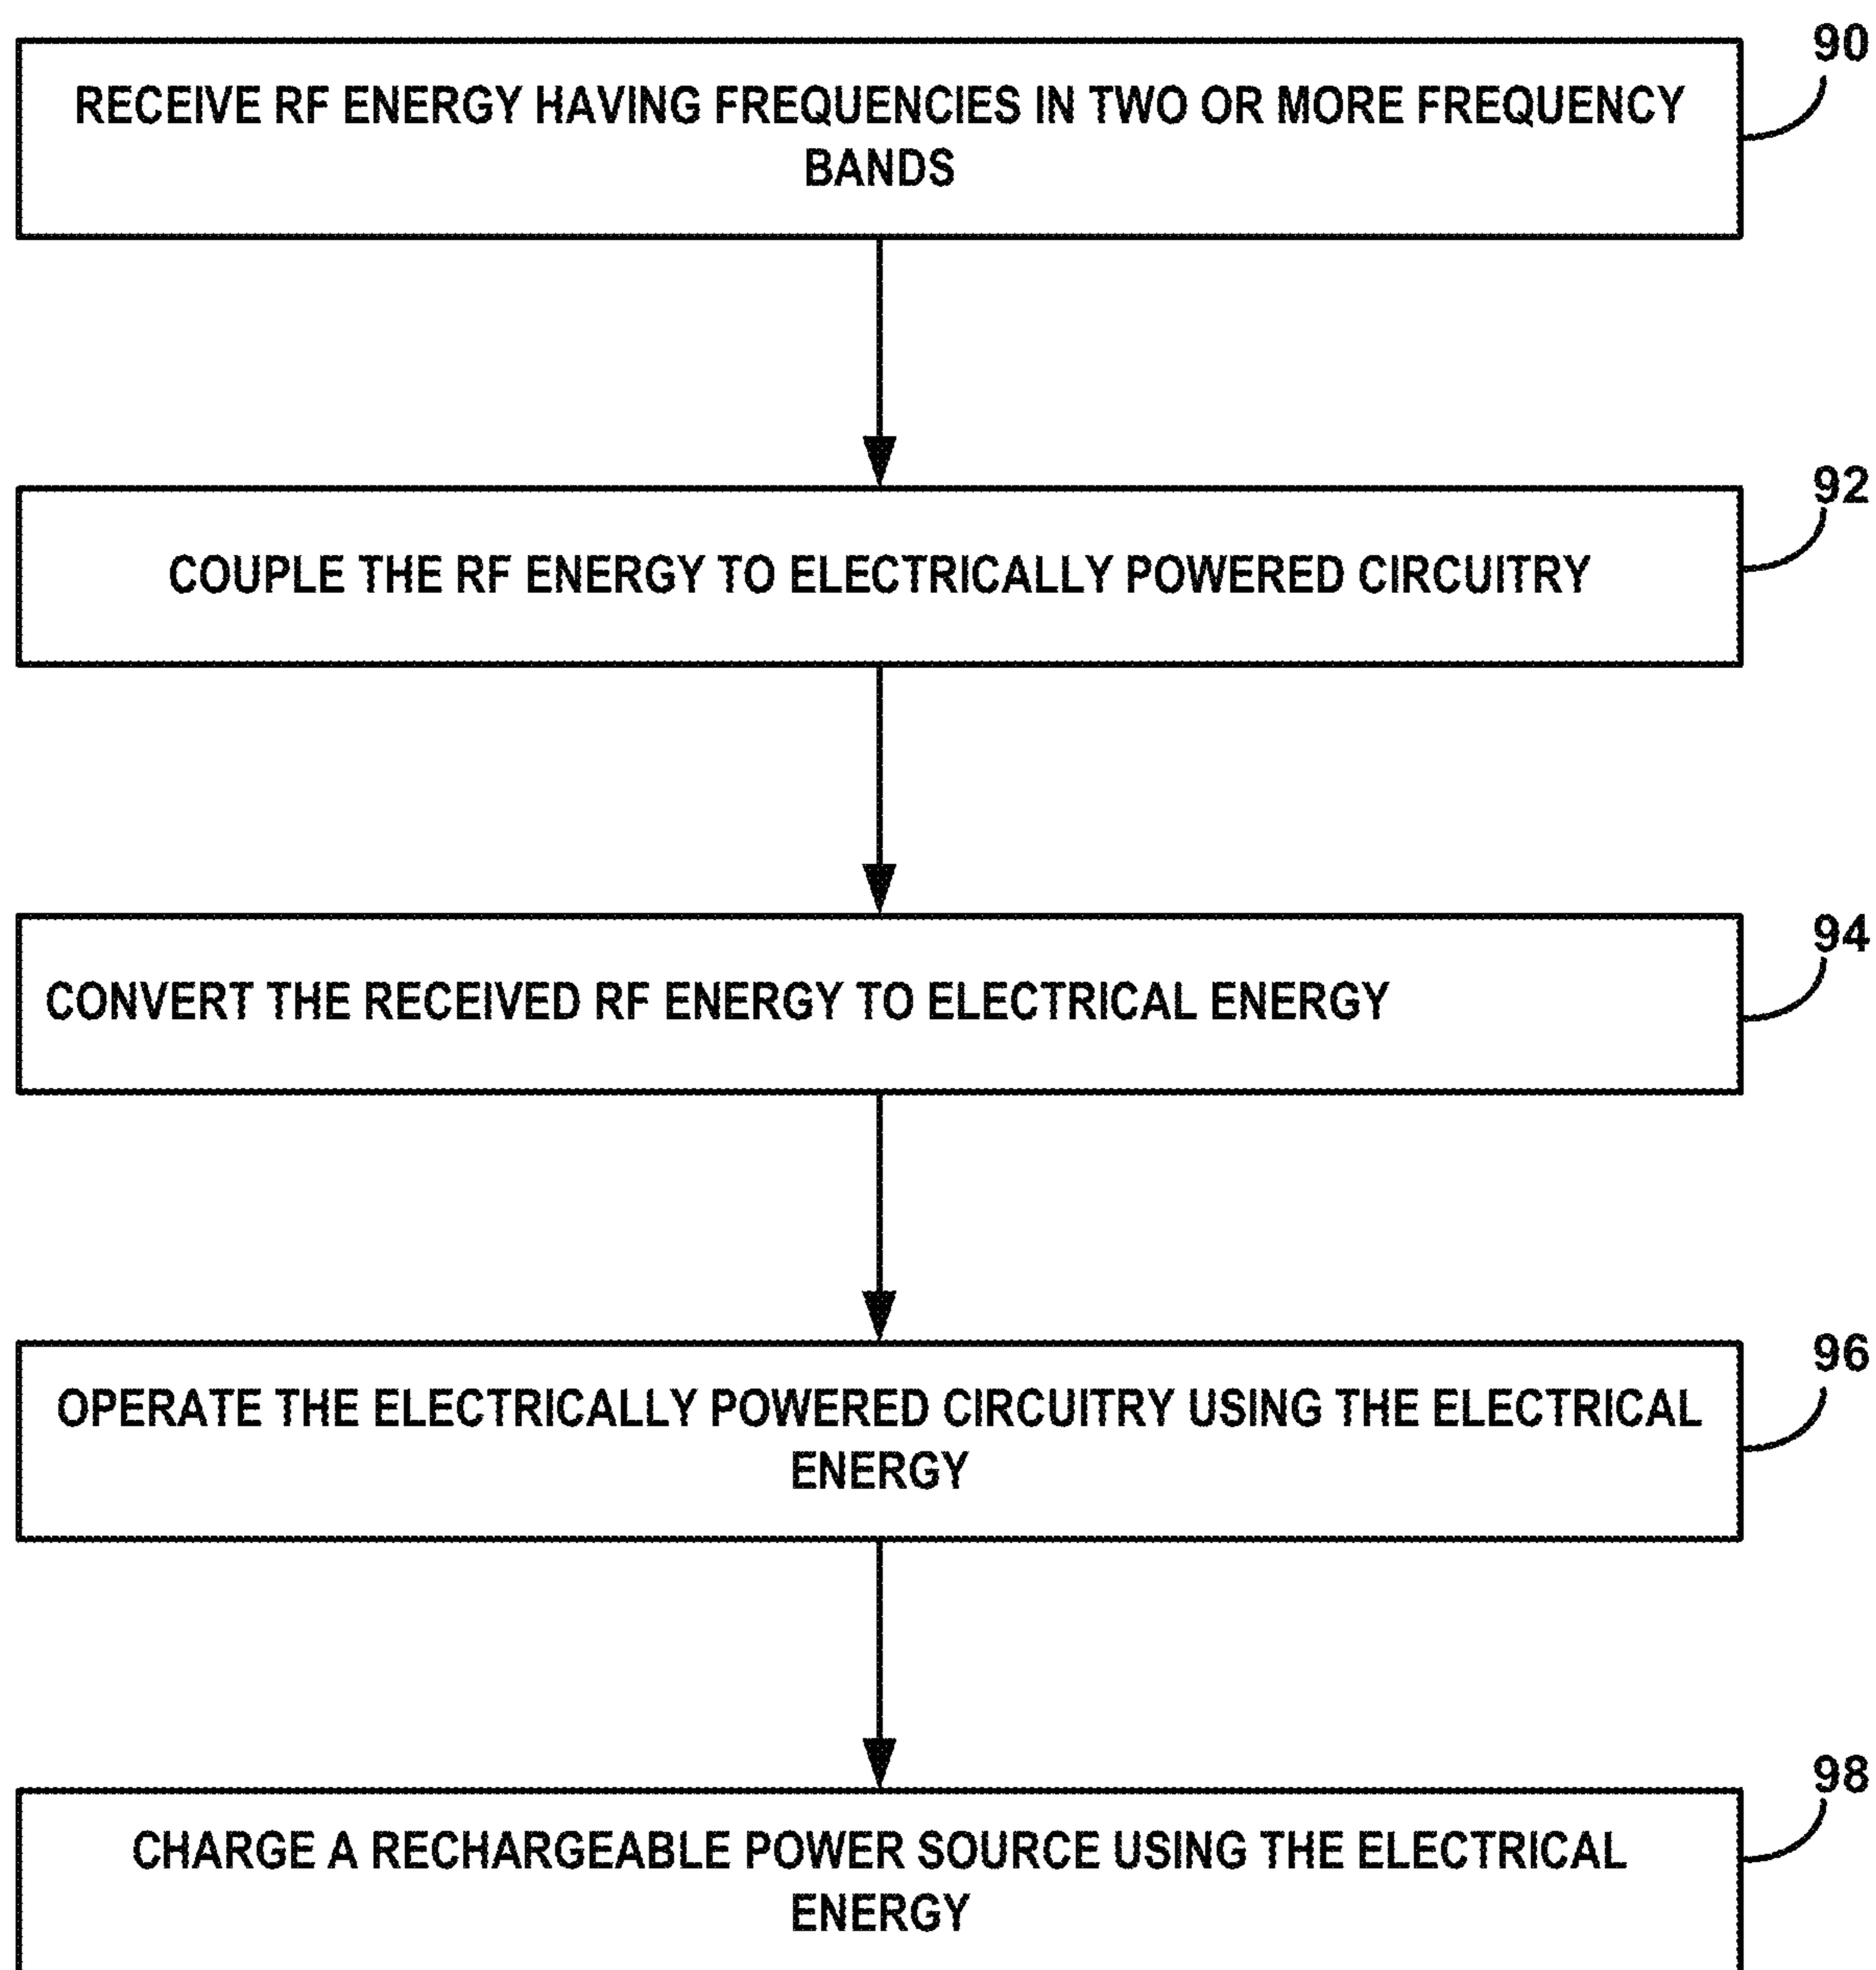 90
RECEIVE RF ENERGY HAVING FREQUENCIES IN TWO OR MORE FREQUENCY
BANDS
92
COUPLE THE RF ENERGY TO ELECTRICALLY POWERED CIRCUITRY
94
CONVERT THE RECEIVED RF ENERGY TO ELECTRICAL ENERGY
96
OPERATE THE ELECTRICALLY POWERED CIRCUITRY USING THE ELECTRICAL
ENERGY
98
CHARGE A RECHARGEABLE POWER SOURCE USING THE ELECTRICAL
ENERGY